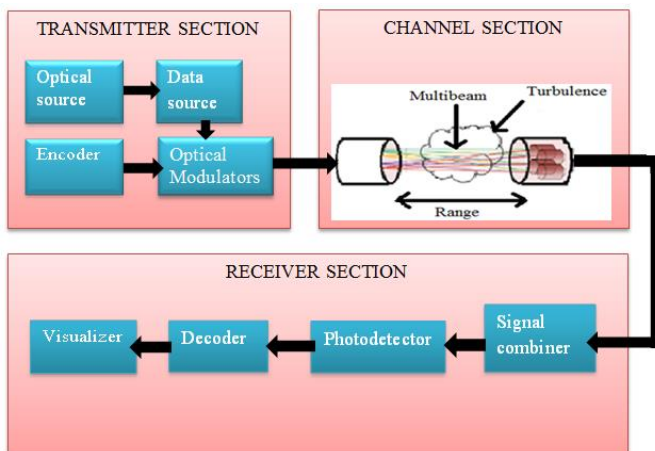 TRANSMITTER SECTION
Optical
source
Data
source
Encoder
Optical
Modulators
CHANNEL SECTION
Multibeam
Turbulence
Range
RECEIVER SECTION
Visualizer
Decoder
Photodetector
Signal
combiner